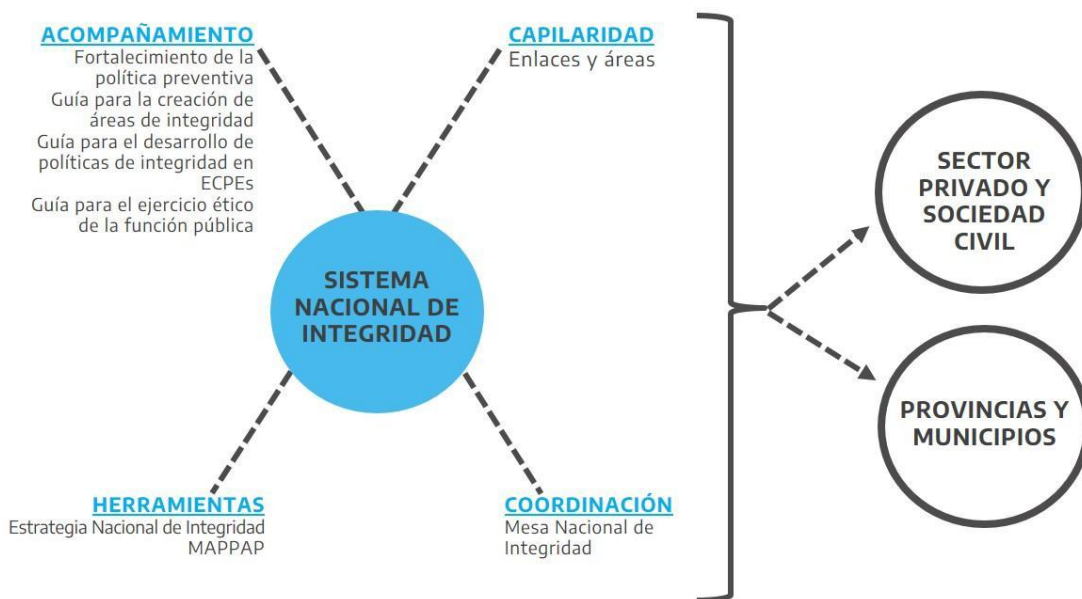 ACOMPAÑAMIENTO
Fortalecimiento de la
política preventiva
Guía para la creación de
áreas de integridad
Guía para el desarrollo de
políticas de integridad en
ECPEs
Guía para el ejercicio ético
de la función pública
CAPILARIDAD
Enlaces y áreas
SISTEMA
NACIONAL DE
INTEGRIDAD
HERRAMIENTAS
Estrategia Nacional de Integridad
MAPPAP
COORDINACIÓN
Mesa Nacional de
Integridad
SECTOR
PRIVADO Y
SOCIEDAD
CIVIL
PROVINCIAS Y
MUNICIPIOS